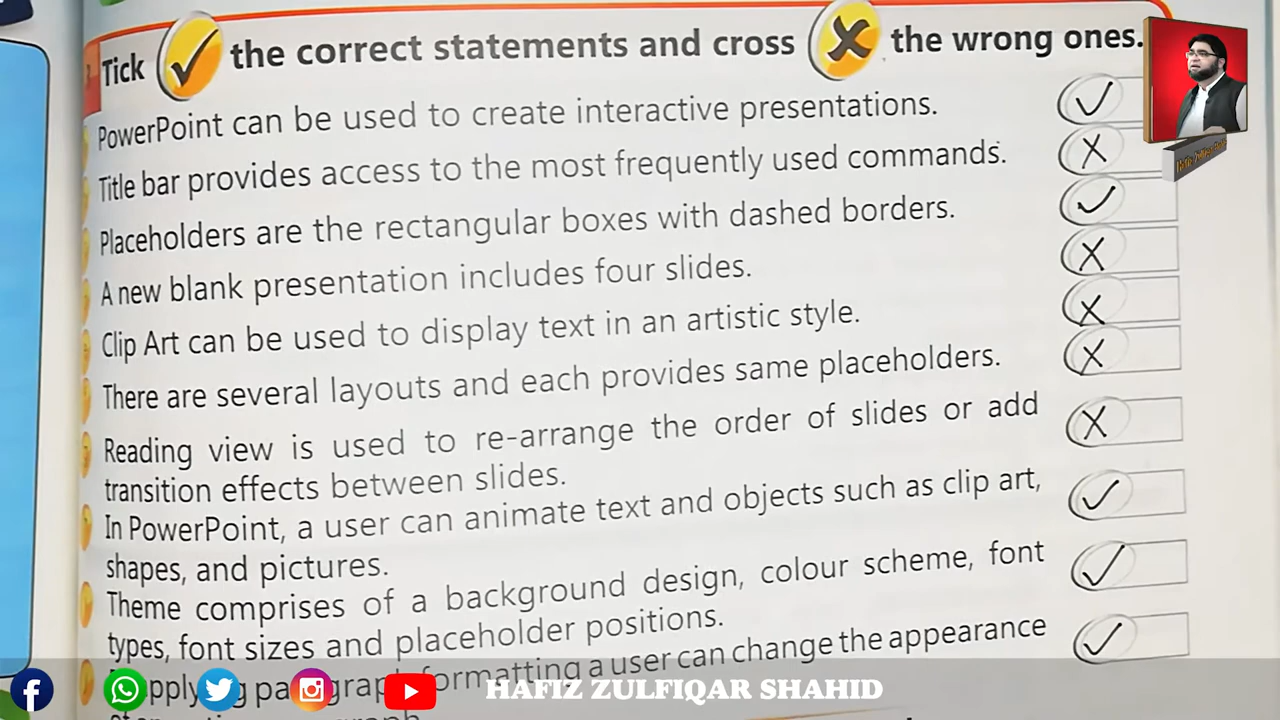 Tick ✓ the correct statements and cross ✗ the wrong ones.
PowerPoint can be used to create interactive presentations. ✓
Title bar provides access to the most frequently used commands. ✗
Placeholders are the rectangular boxes with dashed borders. ✓
A new blank presentation includes four slides. ✗
Clip Art can be used to display text in an artistic style. ✗
There are several layouts and each provides same placeholders. ✗
Reading view is used to re-arrange the order of slides or add ✗
transition effects between slides.
In PowerPoint, a user can animate text and objects such as clip art, ✓
shapes, and pictures.
Theme comprises of a background design, colour scheme, font ✓
types, font sizes and placeholder positions.
formatting a user can change the appearance ✓
HAFIZ ZULFIQAR SHAHID